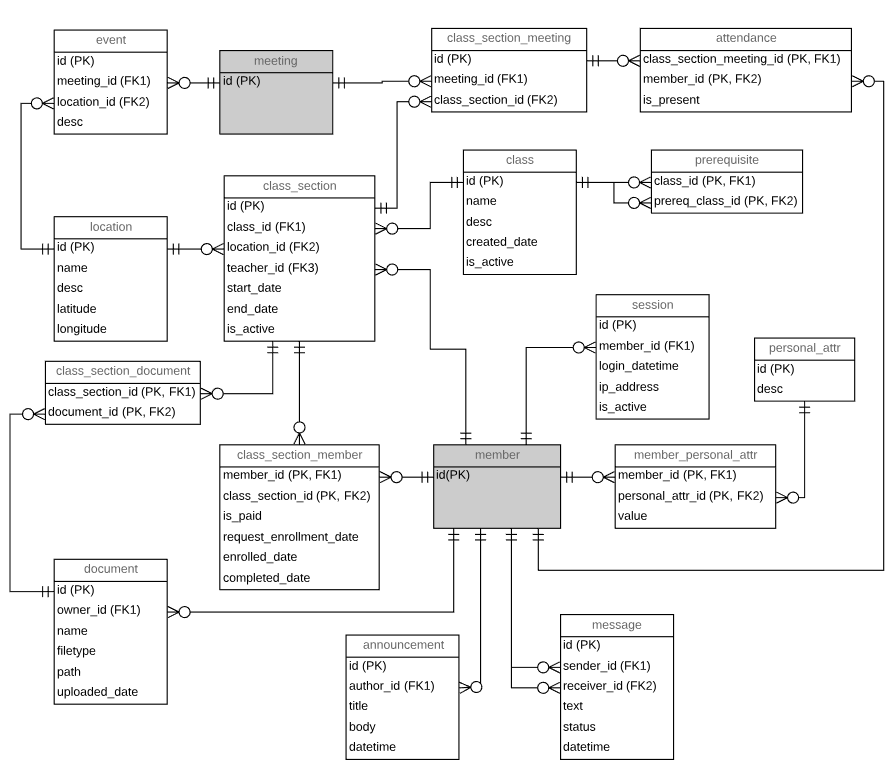 event
id (PK)
meeting_id (FK1)
location_id (FK2)
desc
meeting
id (PK)
class_section_meeting
id (PK)
meeting_id (FK1)
class_section_id (FK2)
attendance
class_section_meeting_id (PK, FK1)
member_id (PK, FK2)
is_present
class_section
id (PK)
class_id (FK1)
location_id (FK2)
teacher_id (FK3)
start_date
end_date
is_active
class
id (PK)
name
desc
created_date
is_active
prerequisite
class_id (PK, FK1)
prereq_class_id (PK, FK2)
location
id (PK)
name
desc
latitude
longitude
session
id (PK)
member_id (FK1)
login_datetime
ip_address
is_active
personal_attr
id (PK)
desc
class_section_document
class_section_id (PK, FK1)
document_id (PK, FK2)
class_section_member
member_id (PK, FK1)
class_section_id (PK, FK2)
is_paid
request_enrollment_date
enrolled_date
completed_date
member
id(PK)
member_personal_attr
member_id (PK, FK1)
personal_attr_id (PK, FK2)
value
document
id (PK)
owner_id (FK1)
name
filetype
path
uploaded_date
announcement
id (PK)
author_id (FK1)
title
body
datetime
message
id (PK)
sender_id (FK1)
receiver_id (FK2)
text
status
datetime